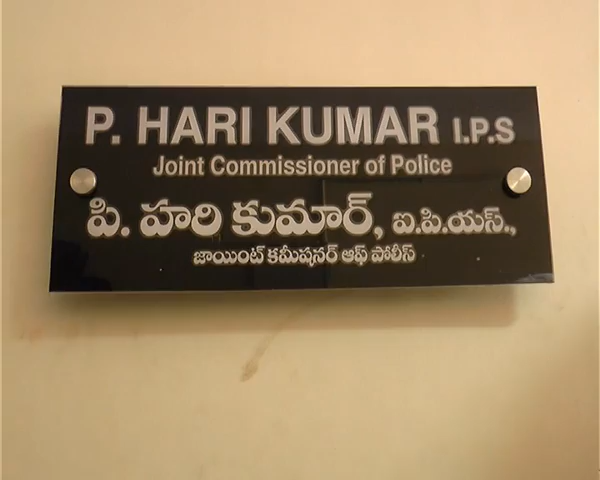 P. HARI KUMAR I.P.S
Joint Commissioner of Police
పి. హరి కుమార్, ఐ.పి.యస్.,
జాయింట్ కమీషనర్ ఆఫ్ పోలీస్